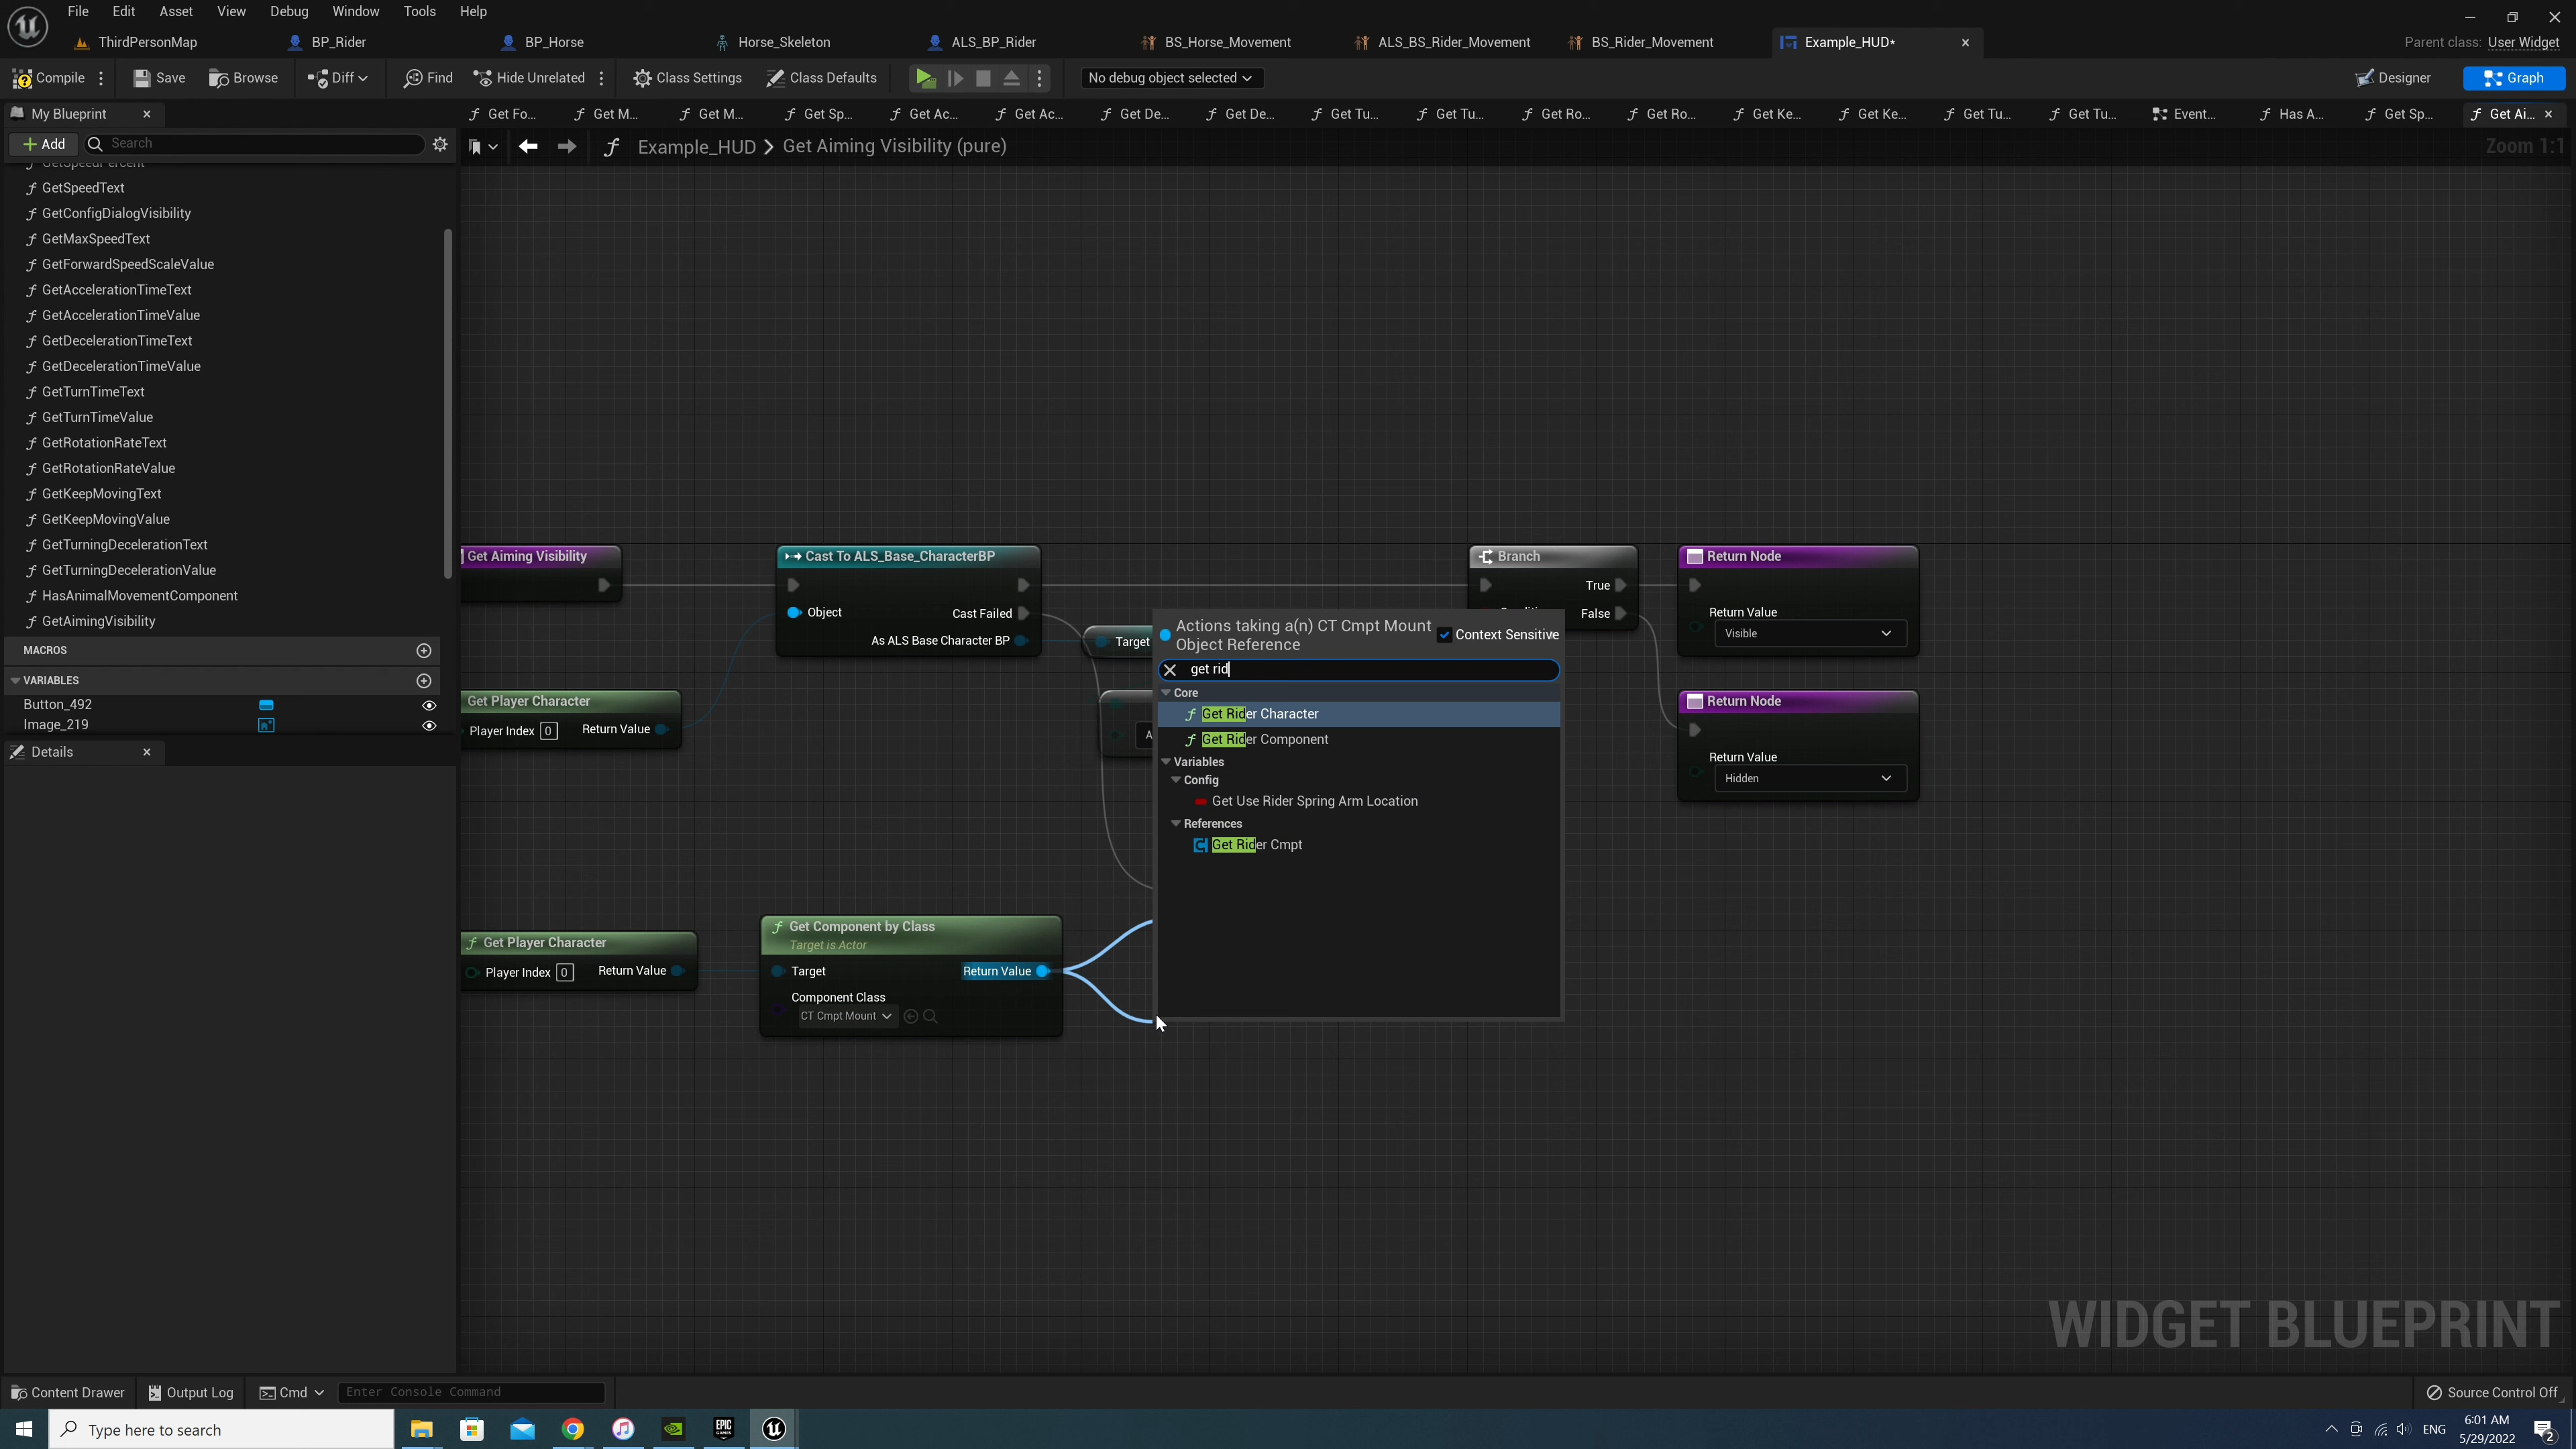 File Edit Asset View Debug Window Tools Help
ThirdPersonMap BP_Rider BP_Horse Horse_Skeleton ALS_BP_Rider BS_Horse_Movement ALS_BS_Rider_Movement BS_Rider_Movement Example_HUD* Parent class: User Widget
Compile Save Browse Diff Find Hide Unrelated Class Settings Class Defaults No debug object selected Designer Graph
My Blueprint Get Fo... Get M... Get M... Get Sp... Get Ac... Get Ac... Get De... Get De... Get Tu... Get Tu... Get Ro... Get Ro... Get Ke... Get Ke... Get Tu... Get Tu... Event... Has A... Get Sp... Get Ai...
+ Add Search Example_HUD > Get Aiming Visibility (pure) Zoom 1:1
GetSpeedPercent
GetSpeedText
GetConfigDialogVisibility
GetMaxSpeedText
GetForwardSpeedScaleValue
GetAccelerationTimeText
GetAccelerationTimeValue
GetDecelerationTimeText
GetDecelerationTimeValue
GetTurnTimeText
GetTurnTimeValue
GetRotationRateText
GetRotationRateValue
GetKeepMovingText
GetKeepMovingValue
GetTurningDecelerationText
GetTurningDecelerationValue
HasAnimalMovementComponent
GetAimingVisibility
MACROS
VARIABLES
Button_492
Image_219
Details
Get Aiming Visibility
Cast To ALS_Base_CharacterBP
Object Cast Failed
As ALS Base Character BP
Target
Get Player Character
Player Index 0 Return Value
A
Branch
True
False
Return Node
Return Value
Visible
Return Node
Return Value
Hidden
Actions taking a(n) CT Cmpt Mount
Object Reference
Context Sensitive
get rid
Core
Get Rider Character
Get Rider Component
Variables
Config
Get Use Rider Spring Arm Location
References
Get Rider Cmpt
Get Player Character
Player Index 0 Return Value
Get Component by Class
Target is Actor
Target Return Value
Component Class
CT Cmpt Mount
WIDGET BLUEPRINT
Content Drawer Output Log Cmd Enter Console Command Source Control Off
Type here to search EPIC GAMES ENG 6:01 AM
5/29/2022 2